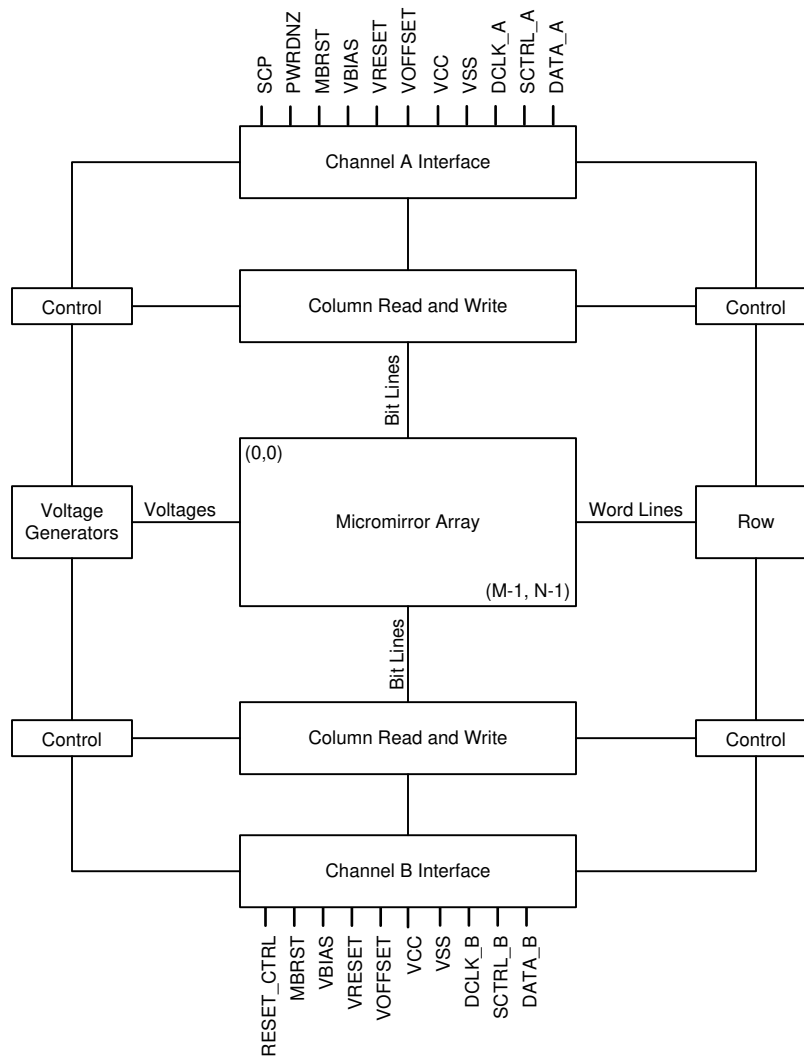 SCP
PWRDNZ
MBRST
VBIAS
VRESET
VOFFSET
VCC
VSS
DCLK_A
SCTRL_A
DATA_A
Channel A Interface
Control
Column Read and Write
Control
Bit Lines
(0,0)
Voltage
Generators
Voltages
Micromirror Array
Word Lines
Row
(M-1, N-1)
Bit Lines
Control
Column Read and Write
Control
Channel B Interface
RESET_CTRL
MBRST
VBIAS
VRESET
VOFFSET
VCC
VSS
DCLK_B
SCTRL_B
DATA_B